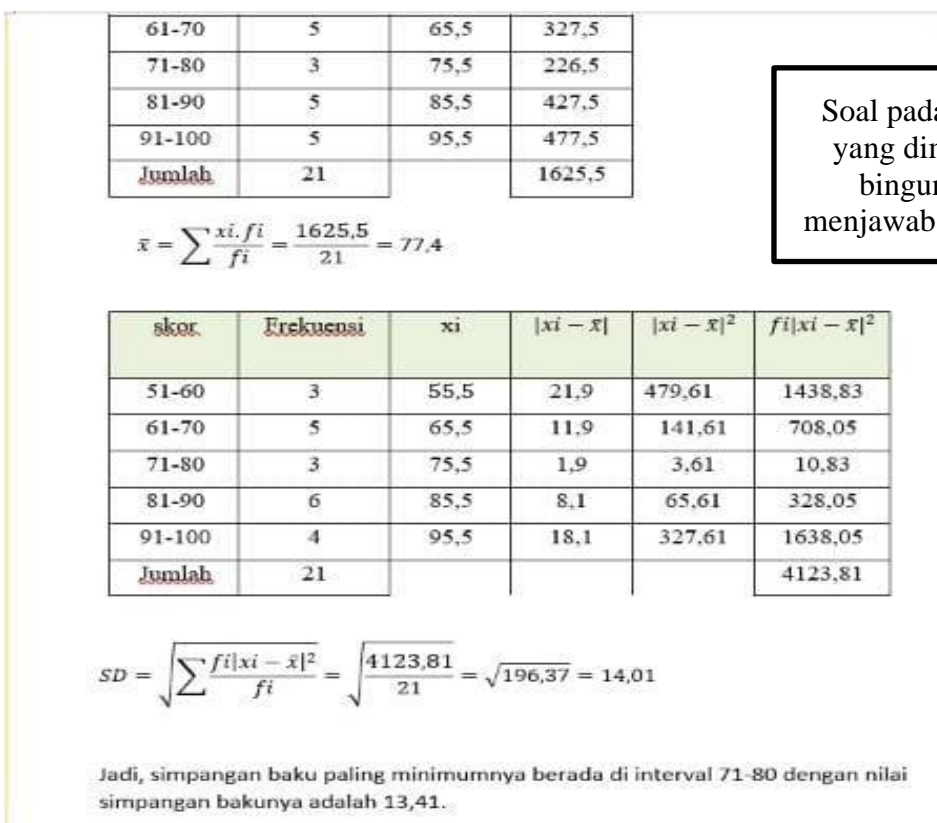 61-70 5 65,5 327,5
71-80 3 75,5 226,5
81-90 5 85,5 427,5
91-100 5 95,5 477,5
Jumlah 21 1625,5
x̄ = ∑ xi.fi / fi = 1625,5 / 21 = 77,4
Soal pada
yang
menjawab
skor Frekuensi xi |xi − x̄| |xi − x̄|² fi|xi − x̄|²
51-60 3 55,5 21,9 479,61 1438,83
61-70 5 65,5 11,9 141,61 708,05
71-80 3 75,5 1,9 3,61 10,83
81-90 6 85,5 8,1 65,61 328,05
91-100 4 95,5 18,1 327,61 1638,05
Jumlah 21 4123,81
SD = √(∑ fi|xi − x̄|² / fi) = √(4123,81 / 21) = √196,37 = 14,01
Jadi, simpangan baku paling minimumnya berada di interval 71-80 dengan nilai
simpangan bakunya adalah 13,41.